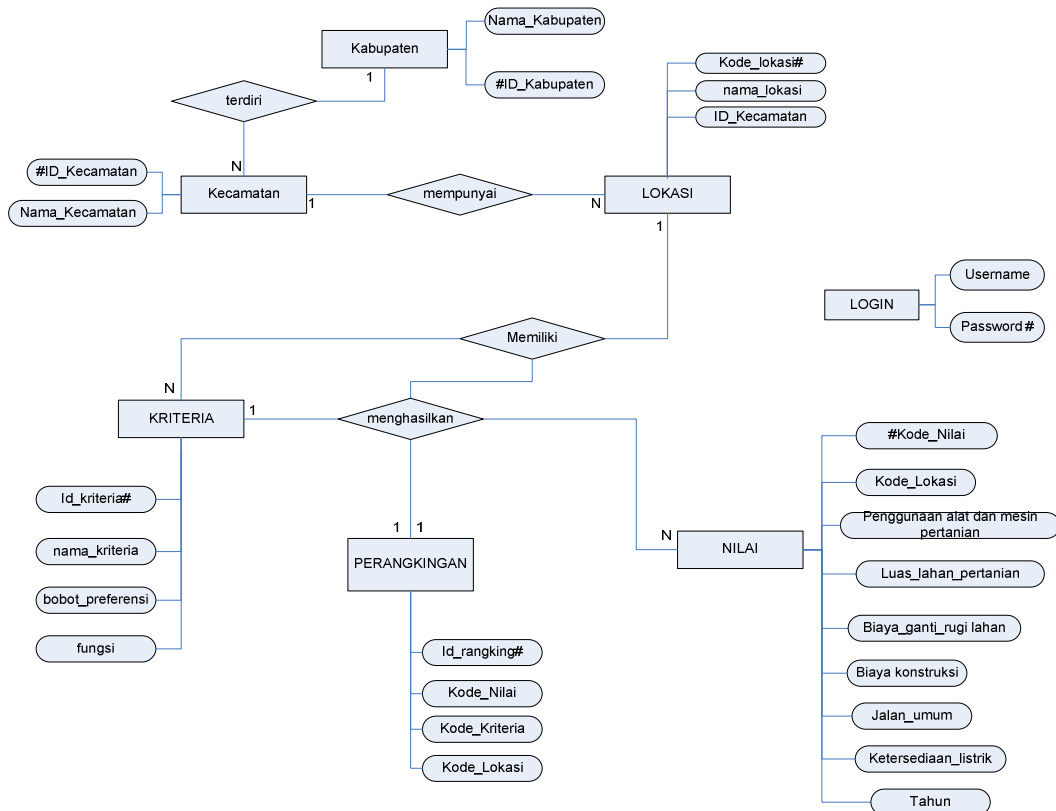 Nama_Kabupaten
Kabupaten
1
#ID_Kabupaten
terdiri
N
Kode_lokasi#
nama_lokasi
ID_Kecamatan
#ID_Kecamatan
Nama_Kecamatan
Kecamatan
1
mempunyai
N
LOKASI
1
LOGIN
Username
Password#
Memiliki
N
KRITERIA
1
menghasilkan
Id_kriteria#
nama_kriteria
bobot_preferensi
fungsi
1
1
PERANGKINGAN
Id_rangking#
Kode_Nilai
Kode_Kriteria
Kode_Lokasi
N
NILAI
#Kode_Nilai
Kode_Lokasi
Penggunaan alat dan mesin
pertanian
Luas_lahan_pertanian
Biaya_ganti_rugi lahan
Biaya konstruksi
Jalan_umum
Ketersediaan_listrik
Tahun